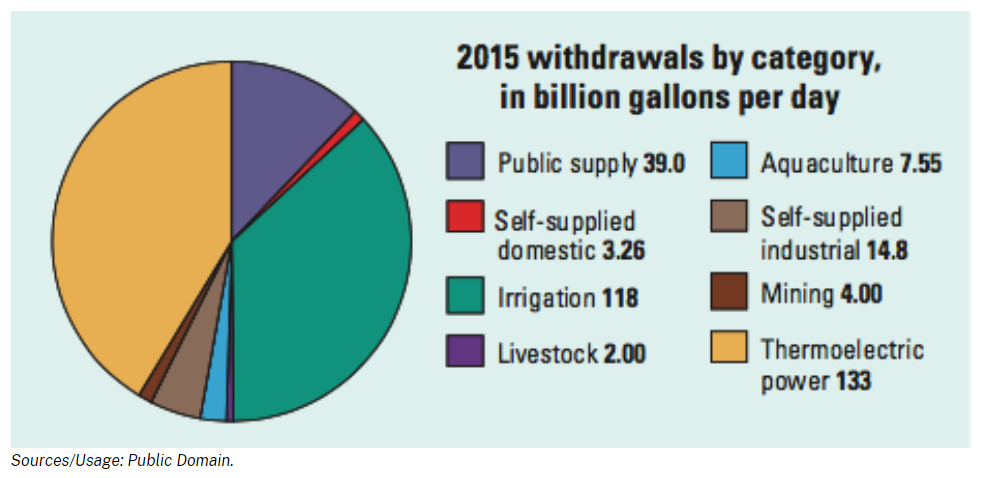 2015 withdrawals by category,
in billion gallons per day
Public supply 39.0
Self-supplied
domestic 3.26
Irrigation 118
Livestock 2.00
Aquaculture 7.55
Self-supplied
industrial 14.8
Mining 4.00
Thermoelectric
power 133
Sources/Usage: Public Domain.